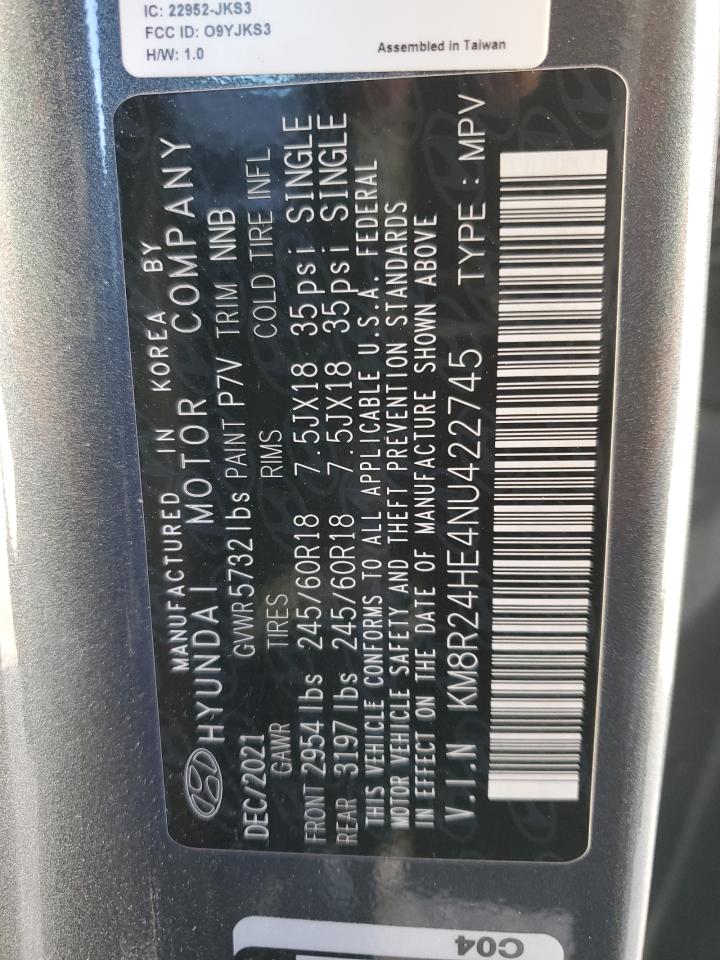 IC: 22952-JKS3
FCC ID: O9YJKS3
H/W: 1.0
Assembled in Taiwan
MANUFACTURED IN KOREA BY
HYUNDAI MOTOR COMPANY
DEC/2021 GVWR 5732 lbs PAINT P7V TRIM NNB
GAWR TIRES RIMS COLD TIRE INFL
FRONT 2954 lbs 245/60R18 7.5JX18 35 psi SINGLE
REAR 3197 lbs 245/60R18 7.5JX18 35 psi SINGLE
THIS VEHICLE CONFORMS TO ALL APPLICABLE U.S.A. FEDERAL
MOTOR VEHICLE SAFETY AND THEFT PREVENTION STANDARDS
IN EFFECT ON THE DATE OF MANUFACTURE SHOWN ABOVE
V.I.N KM8R24HE4NU422745 TYPE : MPV
C04